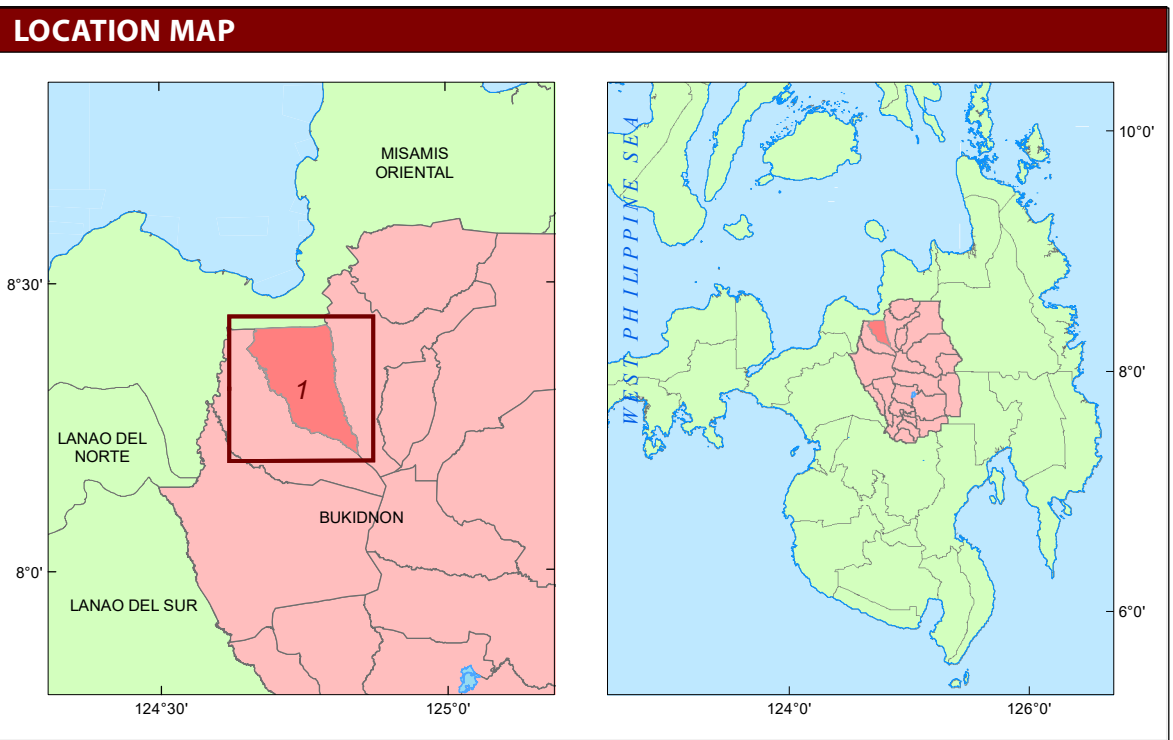 LOCATION MAP
MISAMIS
ORIENTAL
8°30'
1
LANAO DEL
NORTE
BUKIDNON
8°0'
LANAO DEL SUR
124°30'
125°0'
WEST PHILIPPINE SEA
10°0'
8°0'
6°0'
124°0'
126°0'